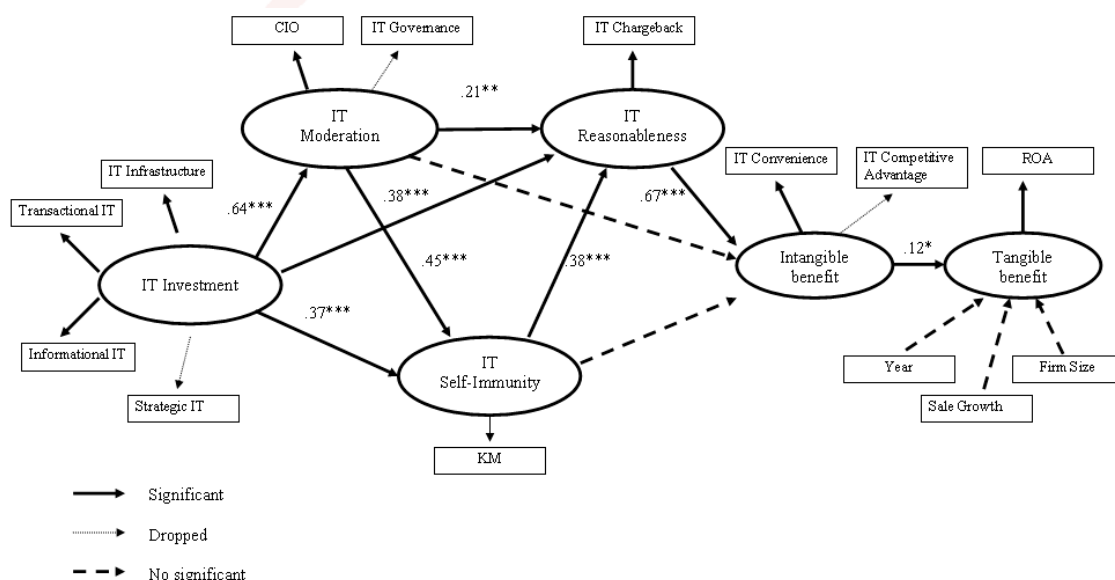 CIO
IT Governance
IT Chargeback
.21**
IT
Moderation
IT
Reasonableness
IT Convenience
IT Competitive
Advantage
ROA
IT Infrastructure
Transactional IT
.64***
.38***
.67***
IT Investment
.45***
.38***
Intangible
benefit
.12*
Tangible
benefit
.37***
Informational IT
IT
Self-Immunity
Year
Firm Size
Strategic IT
Sale Growth
KM
Significant
Dropped
No significant